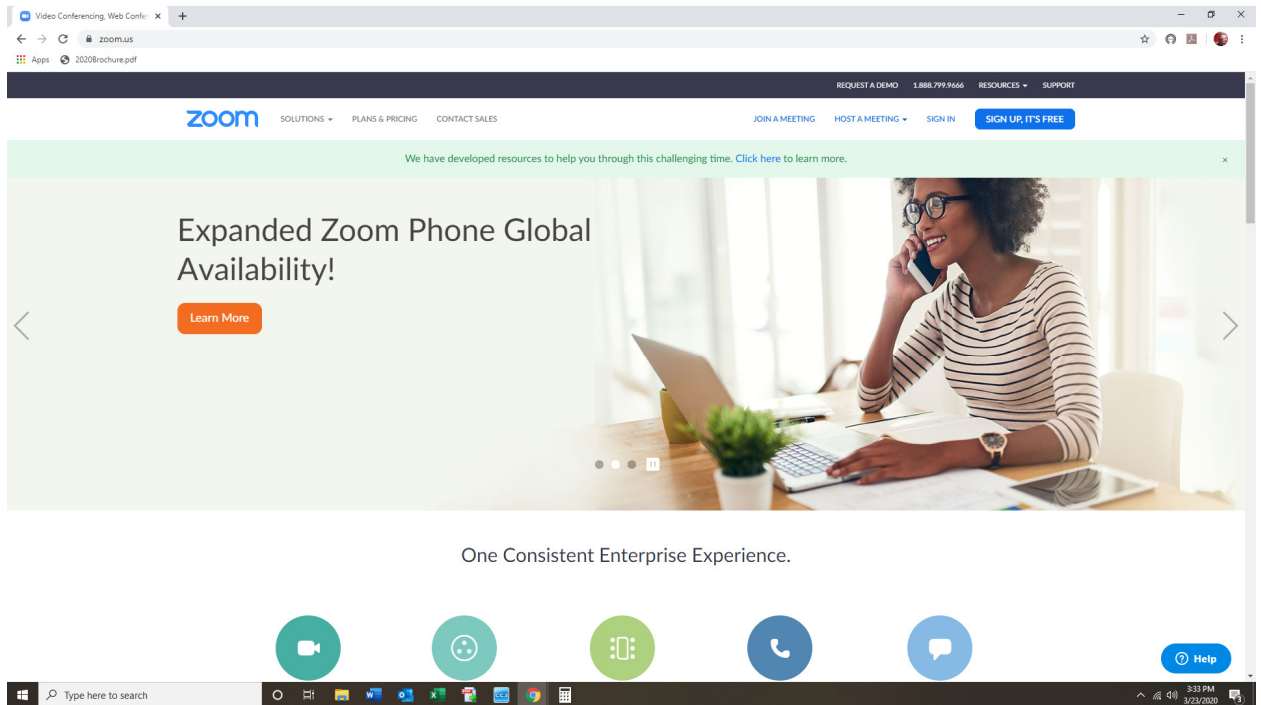 Video Conferencing, Web Confe
zoom.us
Apps 2020Brochure.pdf
REQUEST A DEMO 1.888.799.9666 RESOURCES SUPPORT
zoom SOLUTIONS PLANS & PRICING CONTACT SALES JOIN A MEETING HOST A MEETING SIGN IN SIGN UP, IT'S FREE
We have developed resources to help you through this challenging time. Click here to learn more.
Expanded Zoom Phone Global
Availability!
Learn More
One Consistent Enterprise Experience.
Help
Type here to search
3:33 PM
3/23/2020